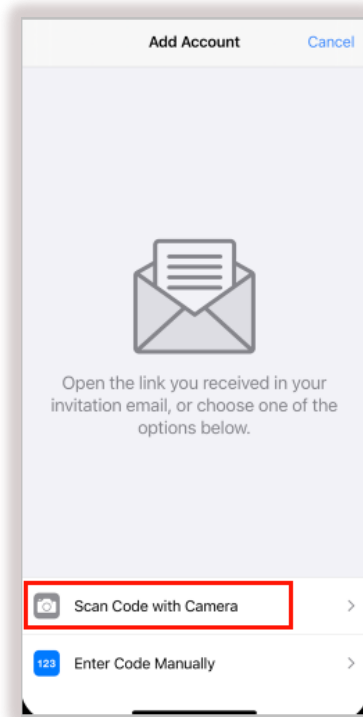 Add Account Cancel
Open the link you received in your
invitation email, or choose one of the
options below.
Scan Code with Camera
123 Enter Code Manually